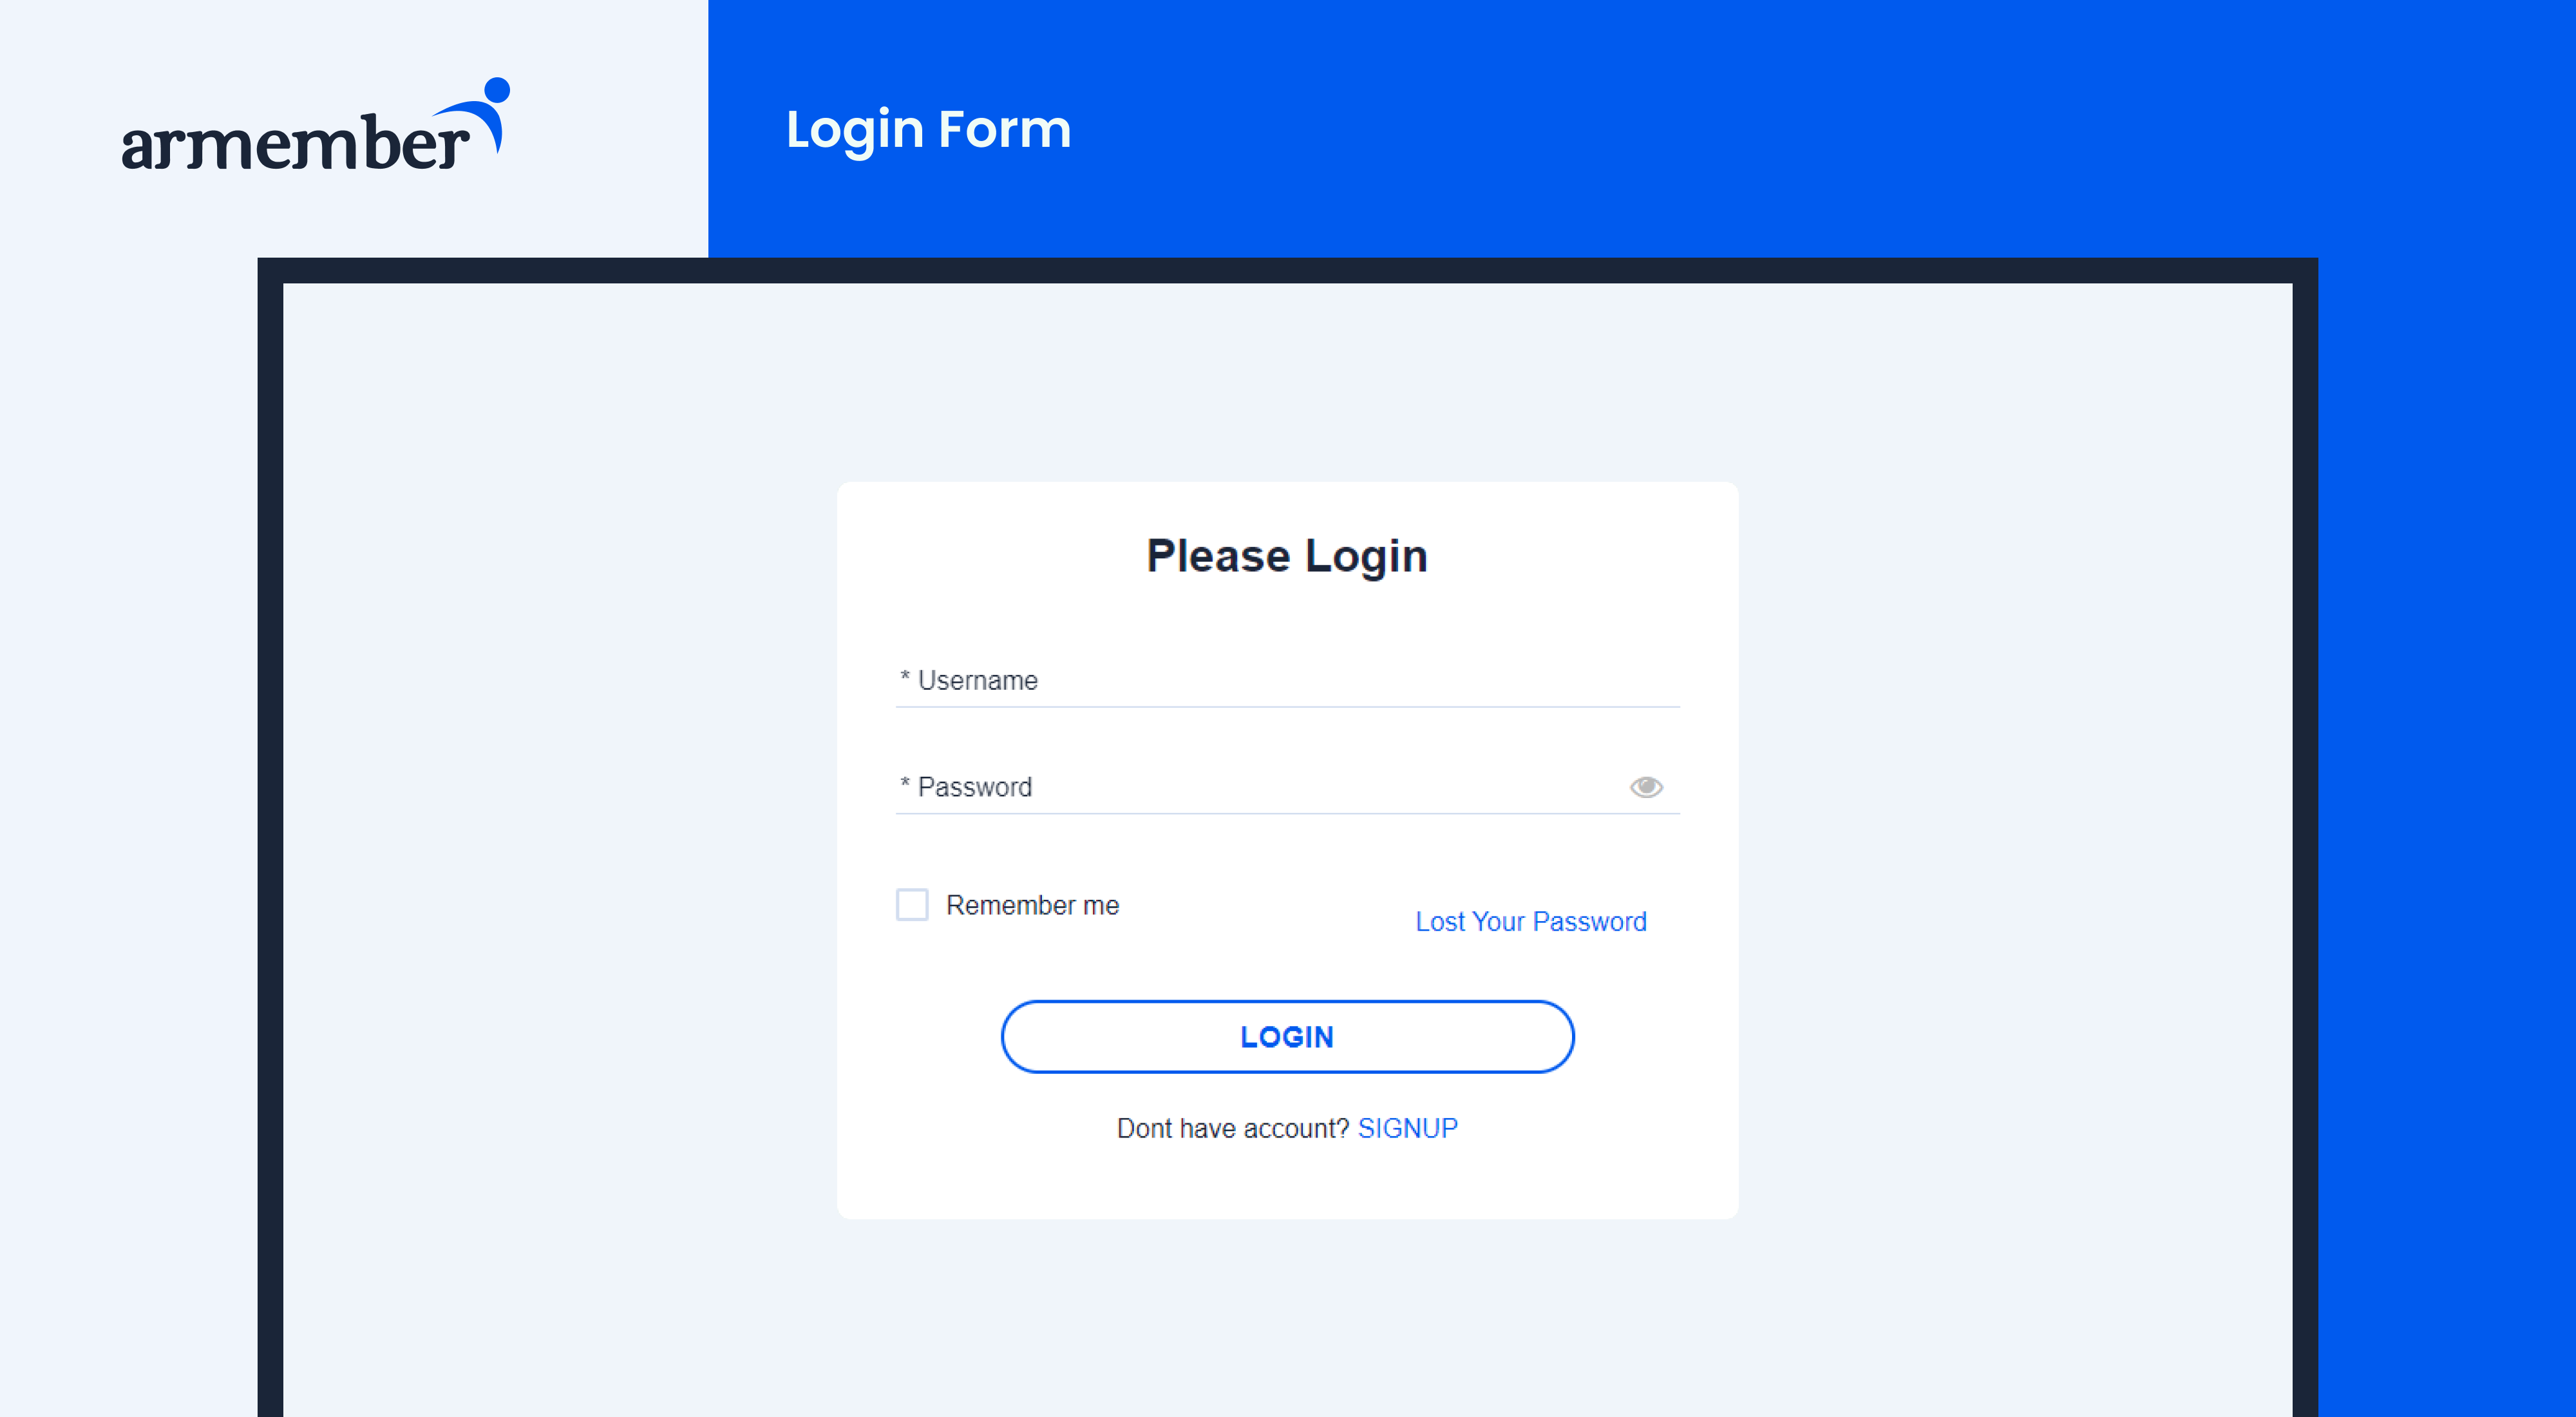 armember
Login Form
Please Login
* Username
* Password
Remember me
Lost Your Password
LOGIN
Dont have account? SIGNUP